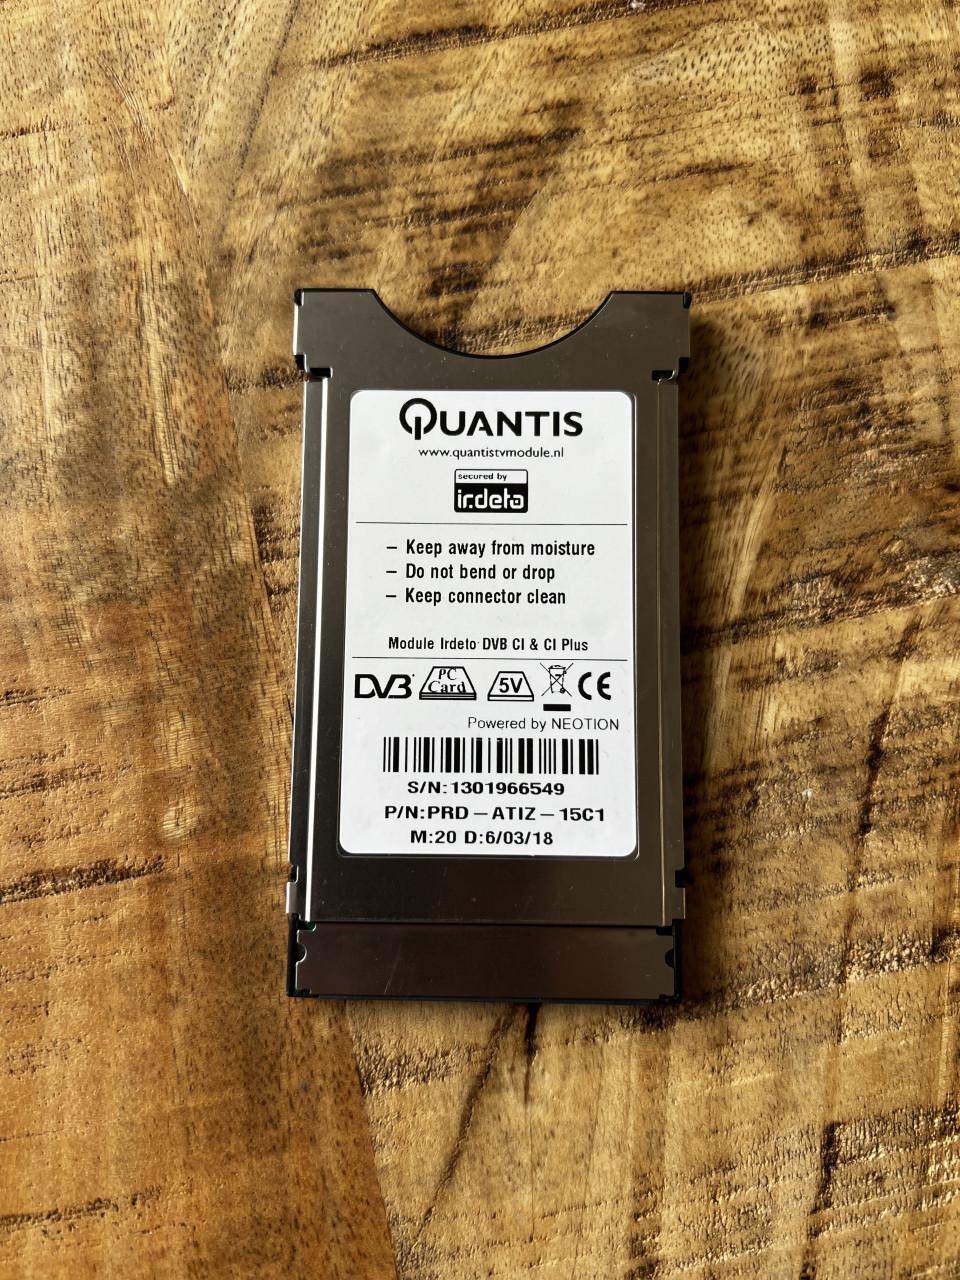 QUANTIS
www.quantistvmodule.nl
secured by
irdeto
– Keep away from moisture
– Do not bend or drop
– Keep connector clean
Module Irdeto DVB CI & CI Plus
DVB PC Card 5V CE
Powered by NEOTION
S/N:1301966549
P/N:PRD–ATIZ–15C1
M:20 D:6/03/18